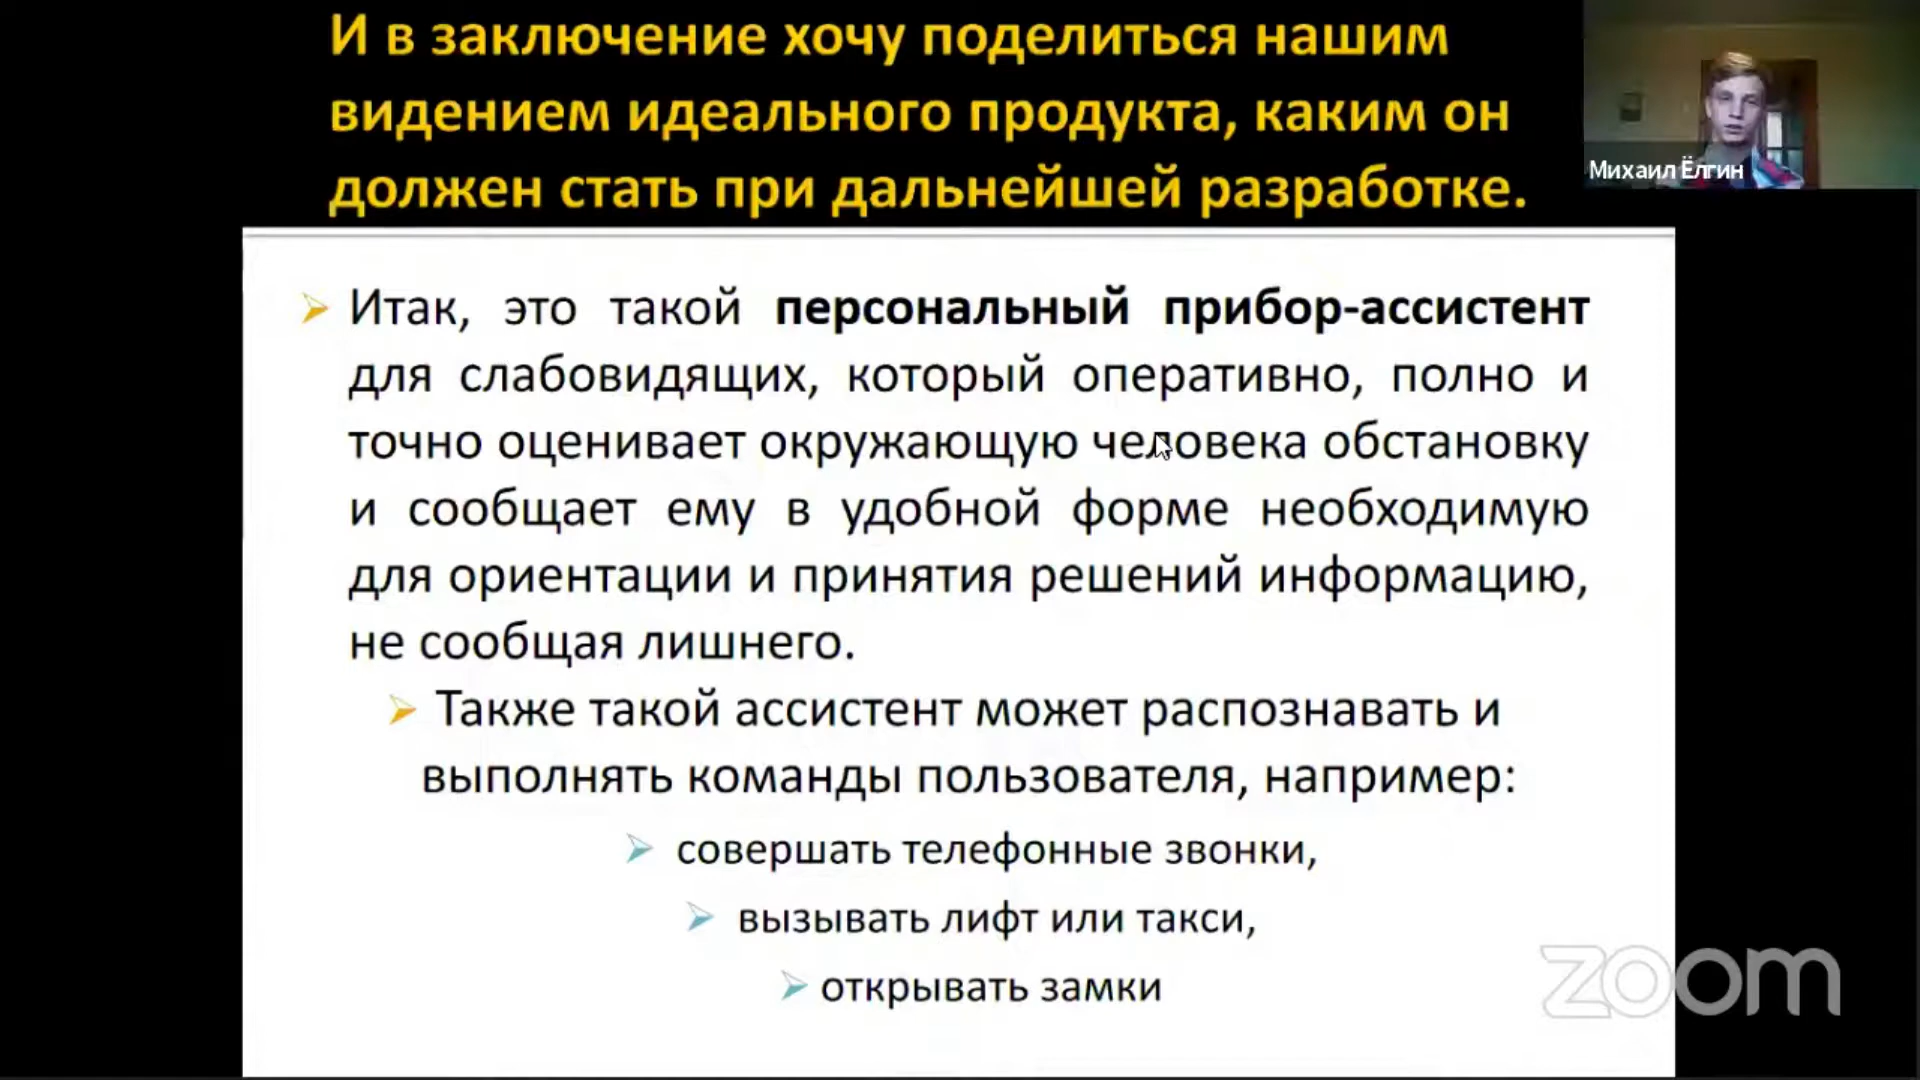 И в заключение хочу поделиться нашим
видением идеального продукта, каким он
должен стать при дальнейшей разработке.
Михаил Ёлгин
Итак, это такой персональный прибор-ассистент
для слабовидящих, который оперативно, полно и
точно оценивает окружающую человека обстановку
и сообщает ему в удобной форме необходимую
для ориентации и принятия решений информацию,
не сообщая лишнего.
Также такой ассистент может распознавать и
выполнять команды пользователя, например:
совершать телефонные звонки,
вызывать лифт или такси,
открывать замки
zoom